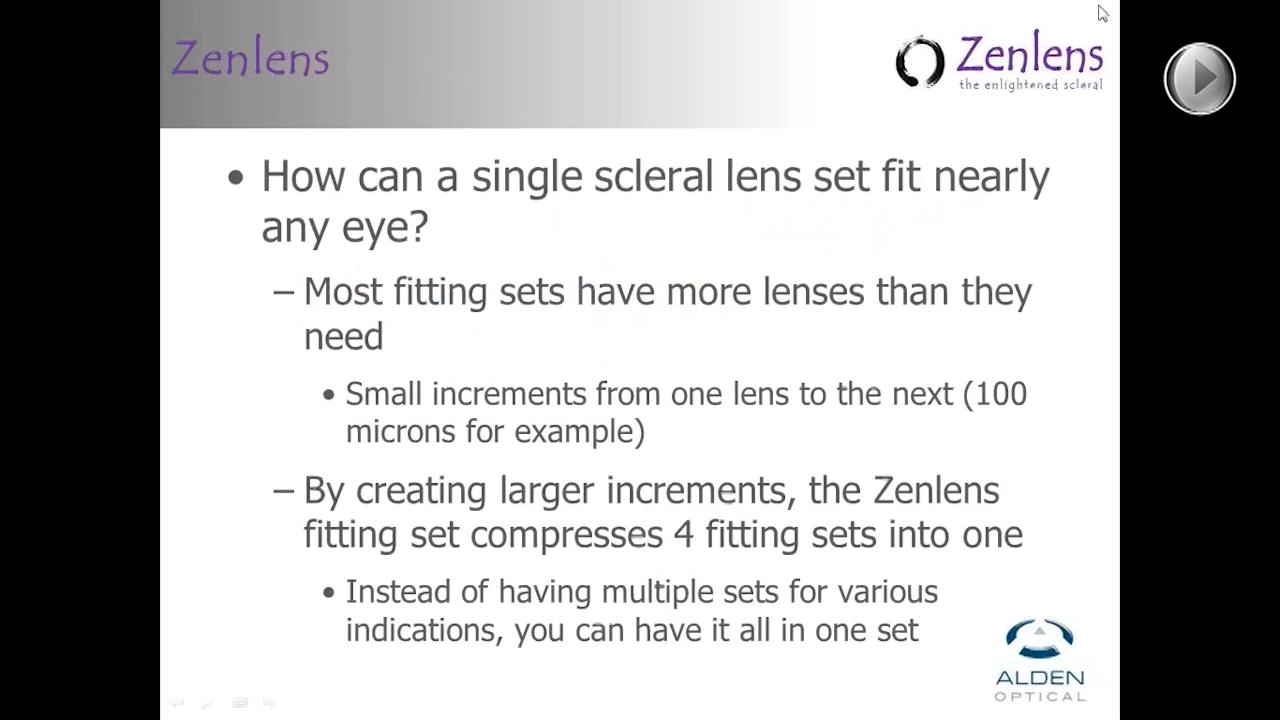 Zenlens
Zenlens
the enlightened scleral
• How can a single scleral lens set fit nearly
any eye?
– Most fitting sets have more lenses than they
need
• Small increments from one lens to the next (100
microns for example)
– By creating larger increments, the Zenlens
fitting set compresses 4 fitting sets into one
• Instead of having multiple sets for various
indications, you can have it all in one set
ALDEN
OPTICAL